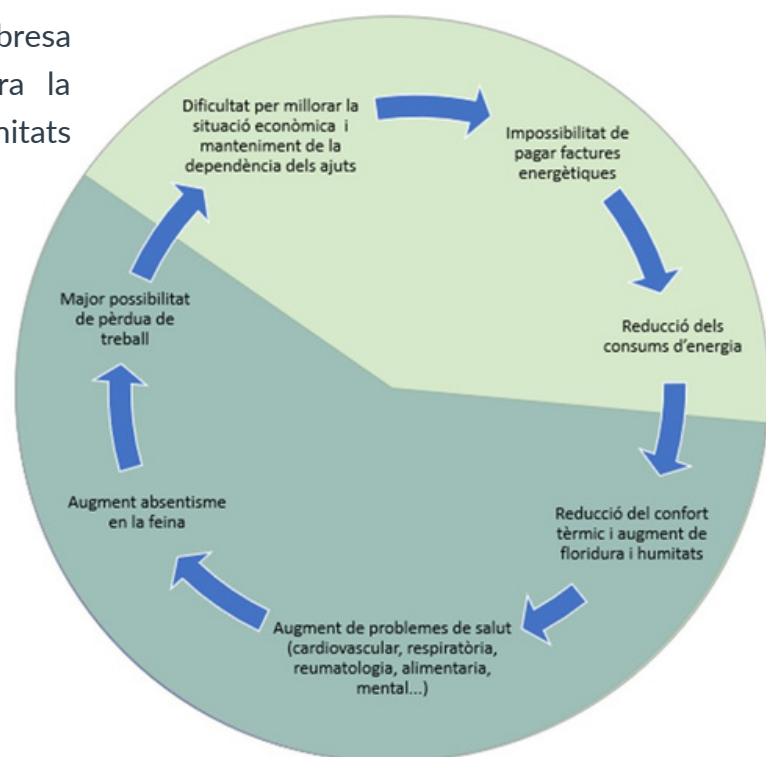 ra la
Dificultat per millorar la
situació econòmica i
manteniment de la
dependència dels ajuts
Impossibilitat de
pagar factures
energètiques
Reducció dels
consums d'energia
Reducció del confort
tèrmic i augment de
floridura i humitats
Augment de problemes de salut
(cardiovascular, respiratòria,
reumatologia, alimentaria,
mental...)
Augment absentisme
en la feina
Major possibilitat
de pèrdua de
treball